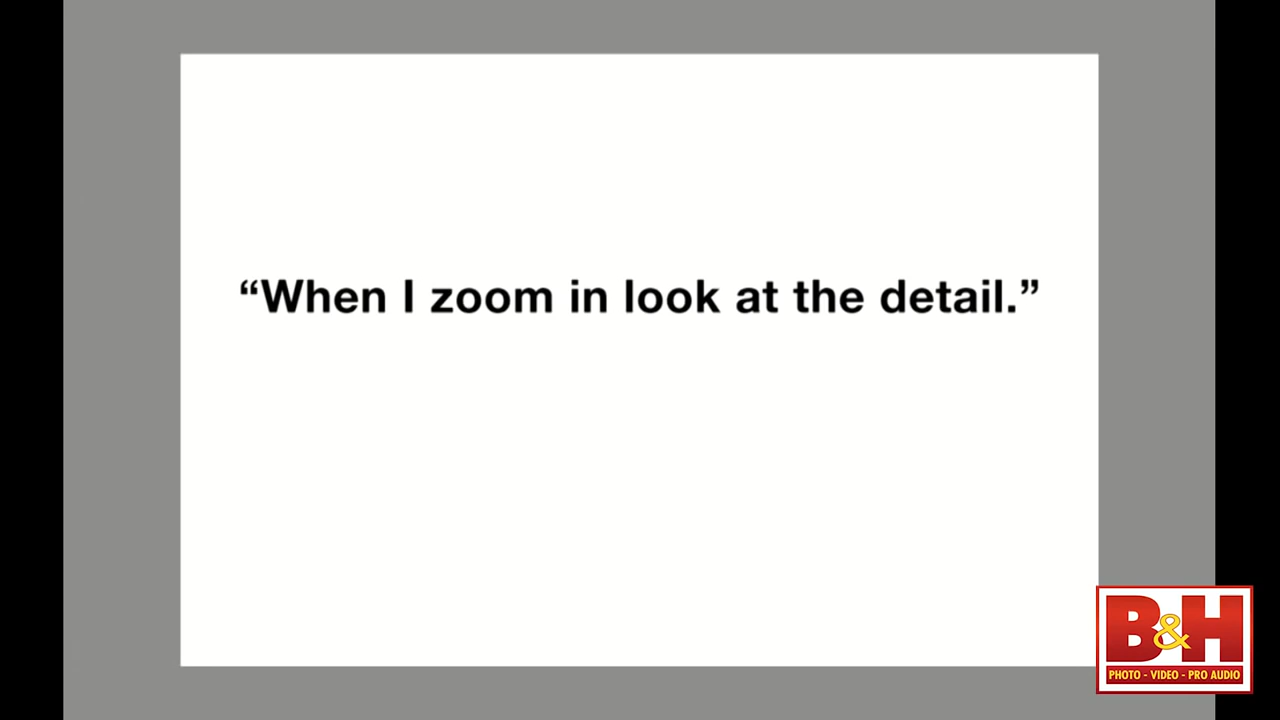 “When I zoom in look at the detail.”
B&H
PHOTO - VIDEO - PRO AUDIO